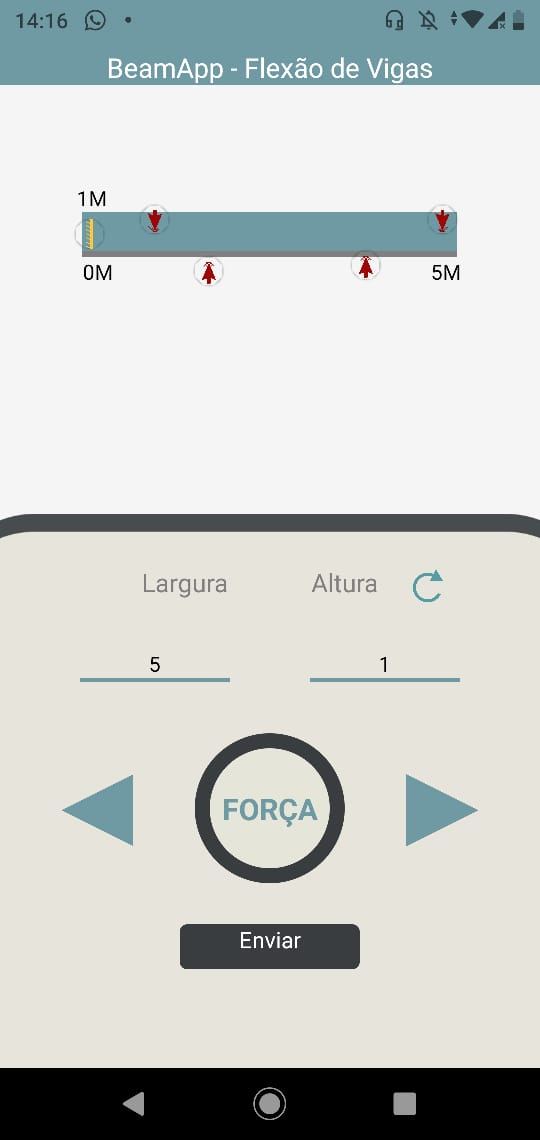 14:16
BeamApp - Flexão de Vigas
1M
0M
5M
Largura
Altura
5
1
FORÇA
Enviar